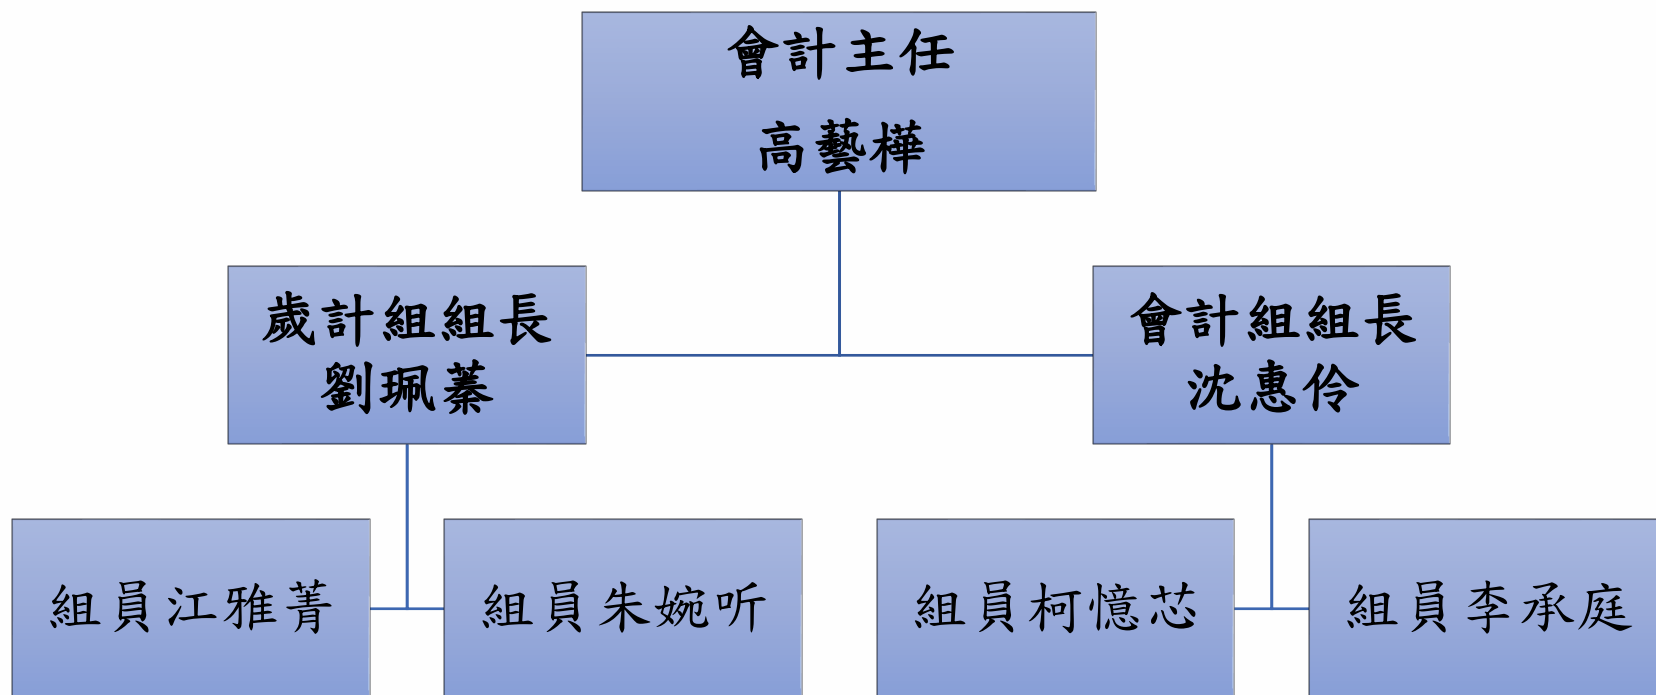 會計主任
高藝樺
歲計組組長
劉珮蓁
會計組組長
沈惠伶
組員江雅菁
組員朱婉听
組員柯憶芯
組員李承庭